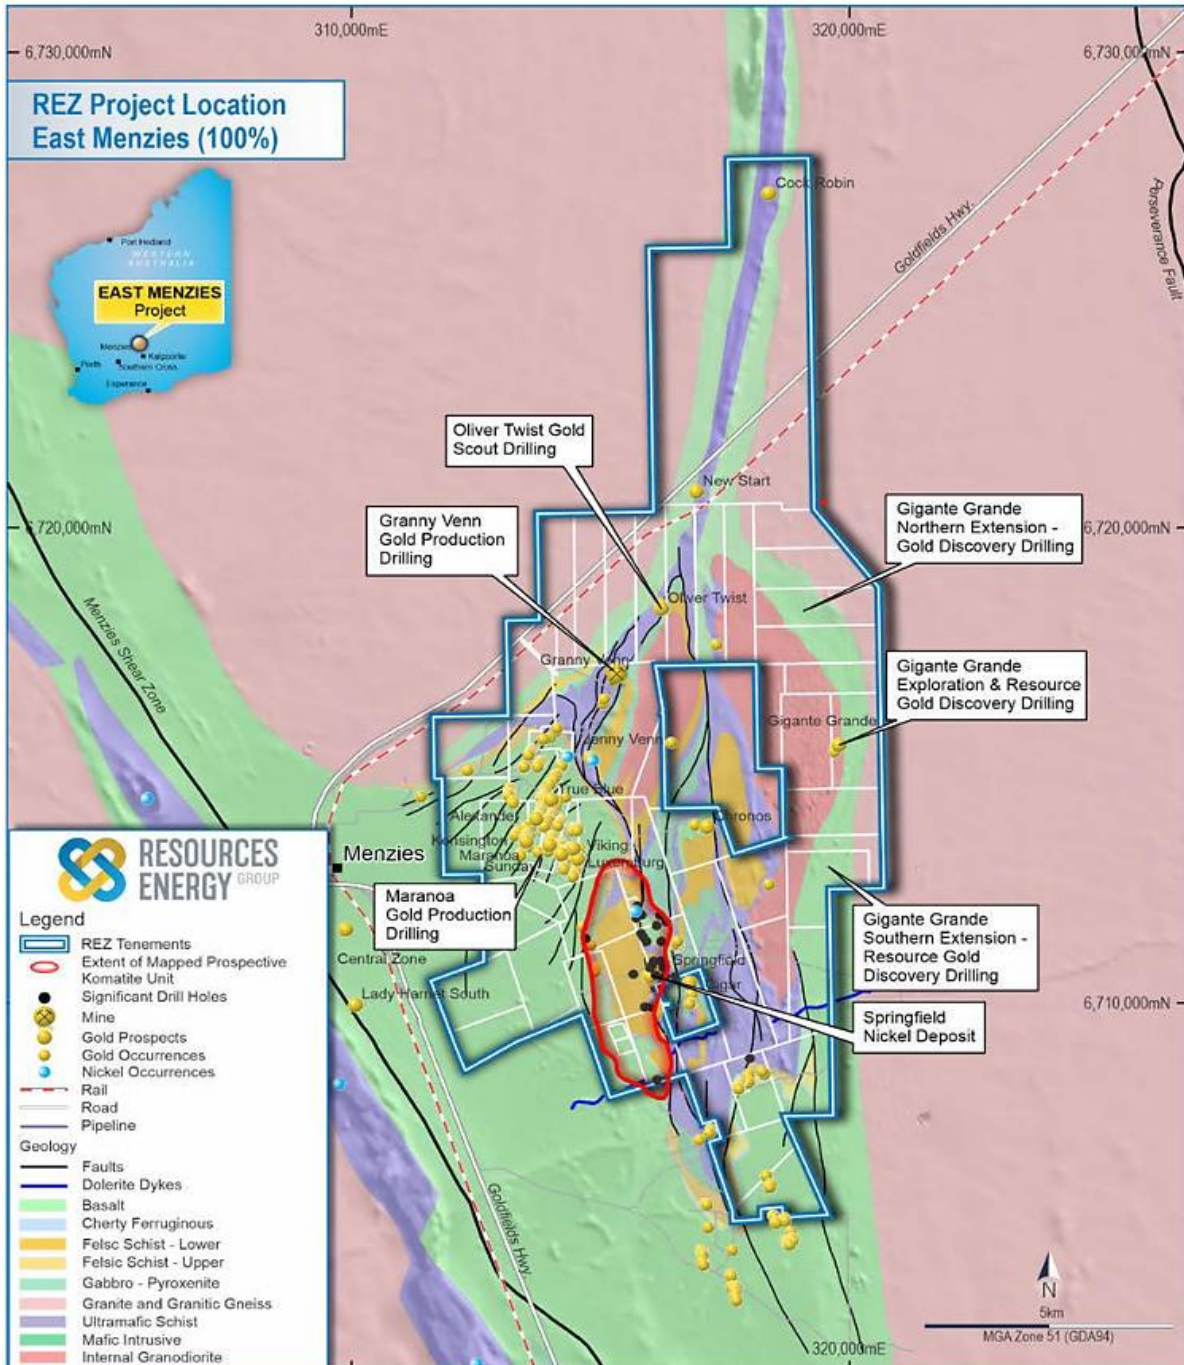 310,000mE
320,000mE
6,730,000mN
6,730,000mN
REZ Project Location
East Menzies (100%)
Port Hedland
WESTERN
AUSTRALIA
EAST MENZIES
Project
Menzies
Kalgoorlie
Perth
Southern Cross
Esperance
Cock Robin
Goldfields Hwy.
Perseverance Fault
Oliver Twist Gold
Scout Drilling
New Start
Granny Venn
Gold Production
Drilling
Gigante Grande
Northern Extension -
Gold Discovery Drilling
6,720,000mN
6,720,000mN
Menzies Shear Zone
Oliver Twist
Granny Venn
Gigante Grande
Exploration & Resource
Gold Discovery Drilling
Gigante Grande
Jenny Venn
True Blue
Alexander
Chronos
Kensington
Maranoa
Sunday
Viking
Luxemburg
Menzies
Maranoa
Gold Production
Drilling
Gigante Grande
Southern Extension -
Resource Gold
Discovery Drilling
Central Zone
Springfield
Lady Harriet South
6,710,000mN
Springfield
Nickel Deposit
RESOURCES
ENERGY GROUP
Legend
REZ Tenements
Extent of Mapped Prospective
Komatite Unit
Significant Drill Holes
Mine
Gold Prospects
Gold Occurrences
Nickel Occurrences
Rail
Road
Pipeline
Geology
Faults
Dolerite Dykes
Basalt
Cherty Ferruginous
Felsc Schist - Lower
Felsic Schist - Upper
Gabbro - Pyroxenite
Granite and Granitic Gneiss
Ultramafic Schist
Mafic Intrusive
Internal Granodiorite
Goldfields Hwy.
N
5km
MGA Zone 51 (GDA94)
320,000mE